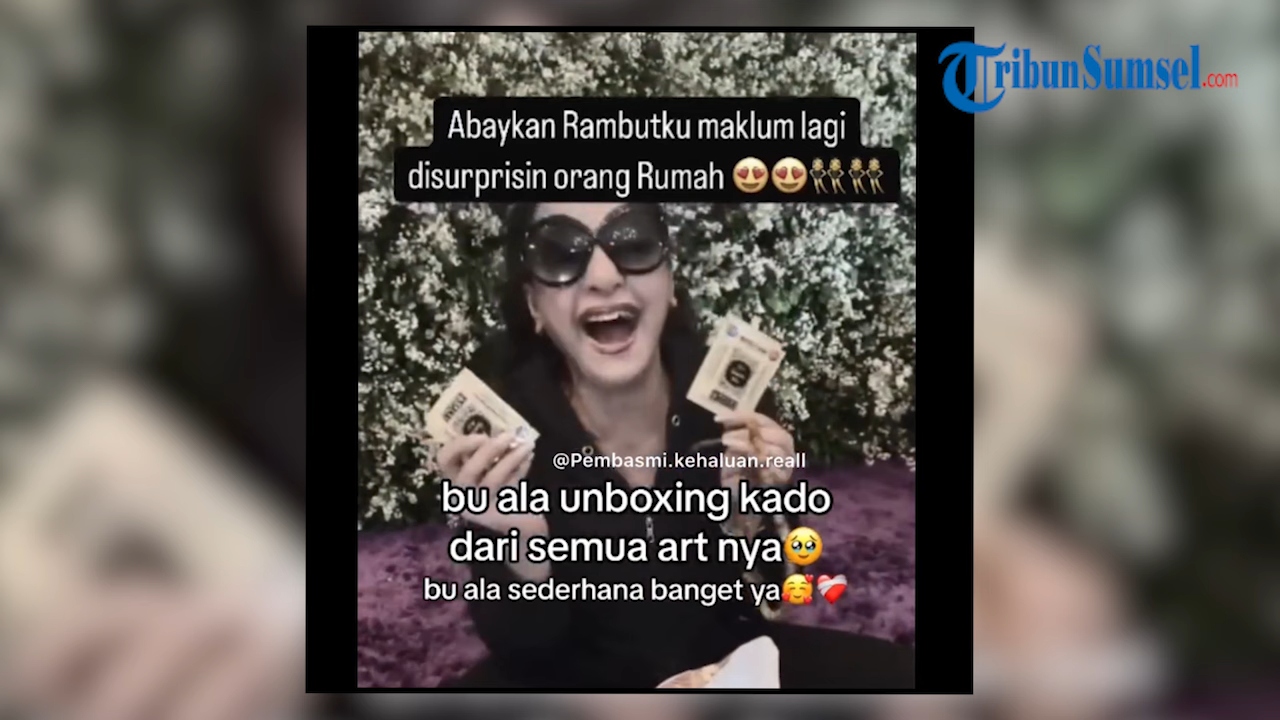 TribunSumsel.com
Abaykan Rambutku maklum lagi
disurprisin orang Rumah 😍😍👯👯
@Pembasmi.kehaluan.reall
bu ala unboxing kado
dari semua art nya🥹
bu ala sederhana banget ya🥰❤️‍🩹